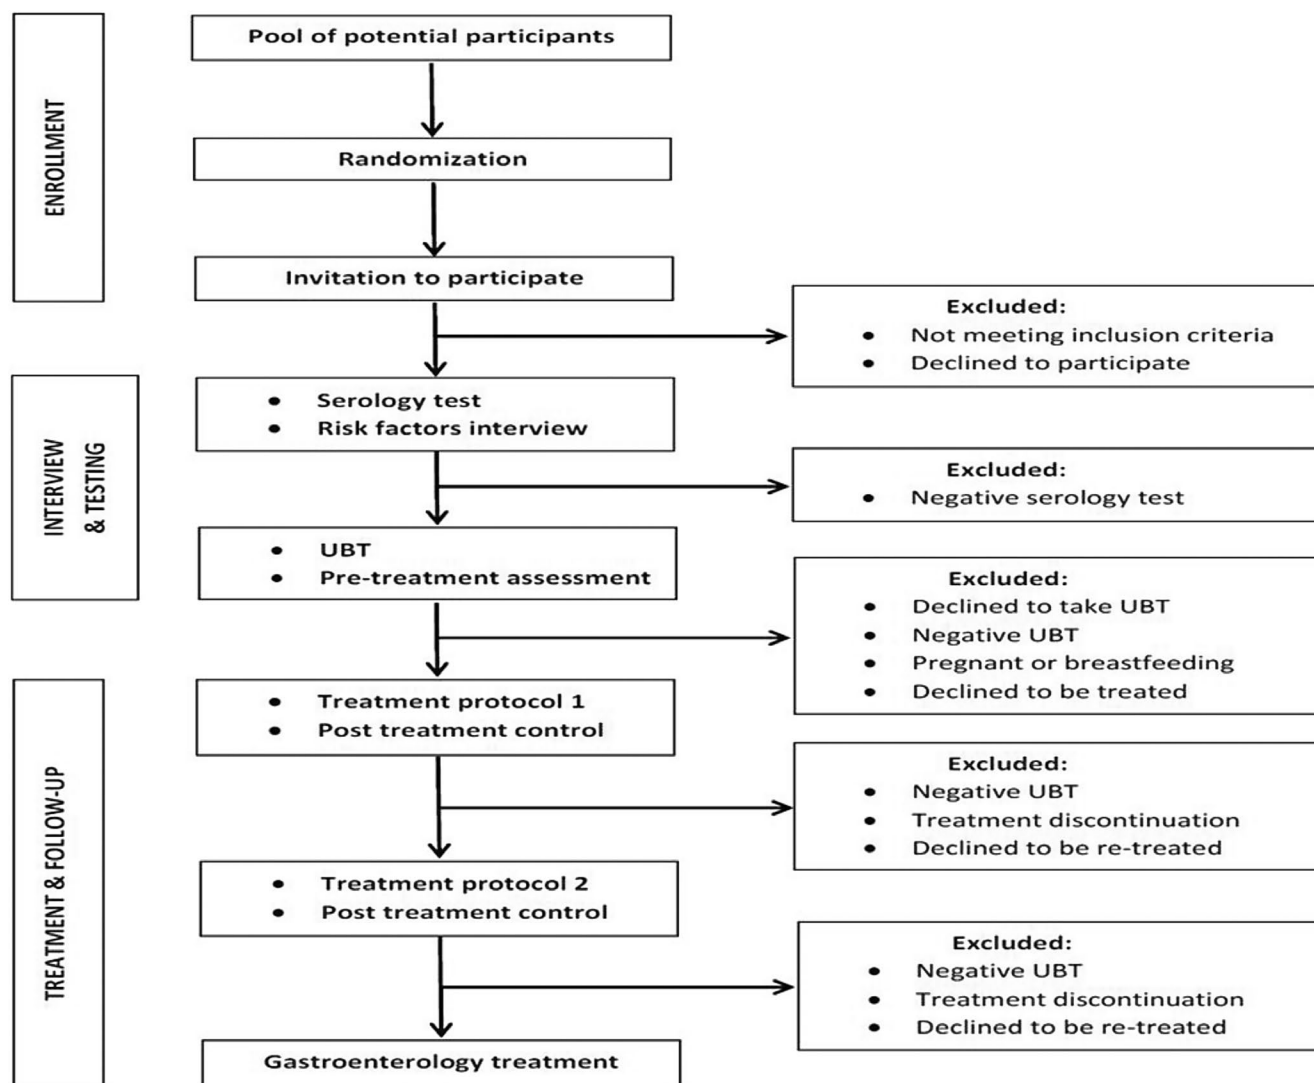 ENROLLMENT
Pool of potential participants
Randomization
Invitation to participate
Excluded:
• Not meeting inclusion criteria
• Declined to participate
INTERVIEW
& TESTING
• Serology test
• Risk factors interview
Excluded:
• Negative serology test
• UBT
• Pre-treatment assessment
Excluded:
• Declined to take UBT
• Negative UBT
• Pregnant or breastfeeding
• Declined to be treated
TREATMENT & FOLLOW-UP
• Treatment protocol 1
• Post treatment control
Excluded:
• Negative UBT
• Treatment discontinuation
• Declined to be re-treated
• Treatment protocol 2
• Post treatment control
Excluded:
• Negative UBT
• Treatment discontinuation
• Declined to be re-treated
Gastroenterology treatment